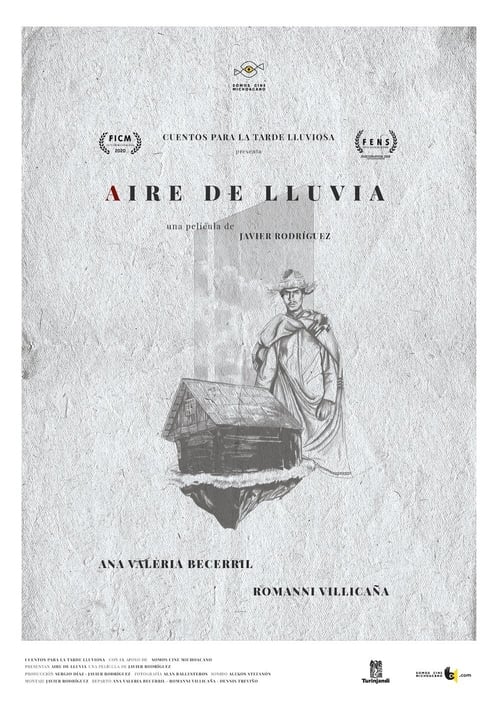 SOMOS CINE
MICHOACANO
FICM
2020
CUENTOS PARA LA TARDE LLUVIOSA
presenta
FENS
AIRE DE LLUVIA
una película de
JAVIER RODRÍGUEZ
ANA VALERIA BECERRIL
ROMANNI VILLICAÑA
CUENTOS PARA LA TARDE LLUVIOSA CON EL APOYO DE SOMOS CINE MICHOACANO
PRESENTAN AIRE DE LLUVIA UNA PELÍCULA DE JAVIER RODRÍGUEZ
PRODUCCIÓN SERGIO DÍAZ - JAVIER RODRÍGUEZ FOTOGRAFÍA ALAN BALLESTEROS SONIDO
MONTAJE JAVIER RODRÍGUEZ REPARTO ANA VALERIA BECERRIL - ROMANNI VILLICAÑA - DENNIS TREVIÑO
Turinjandi
SOMOS CINE
MICHOACANO
.com